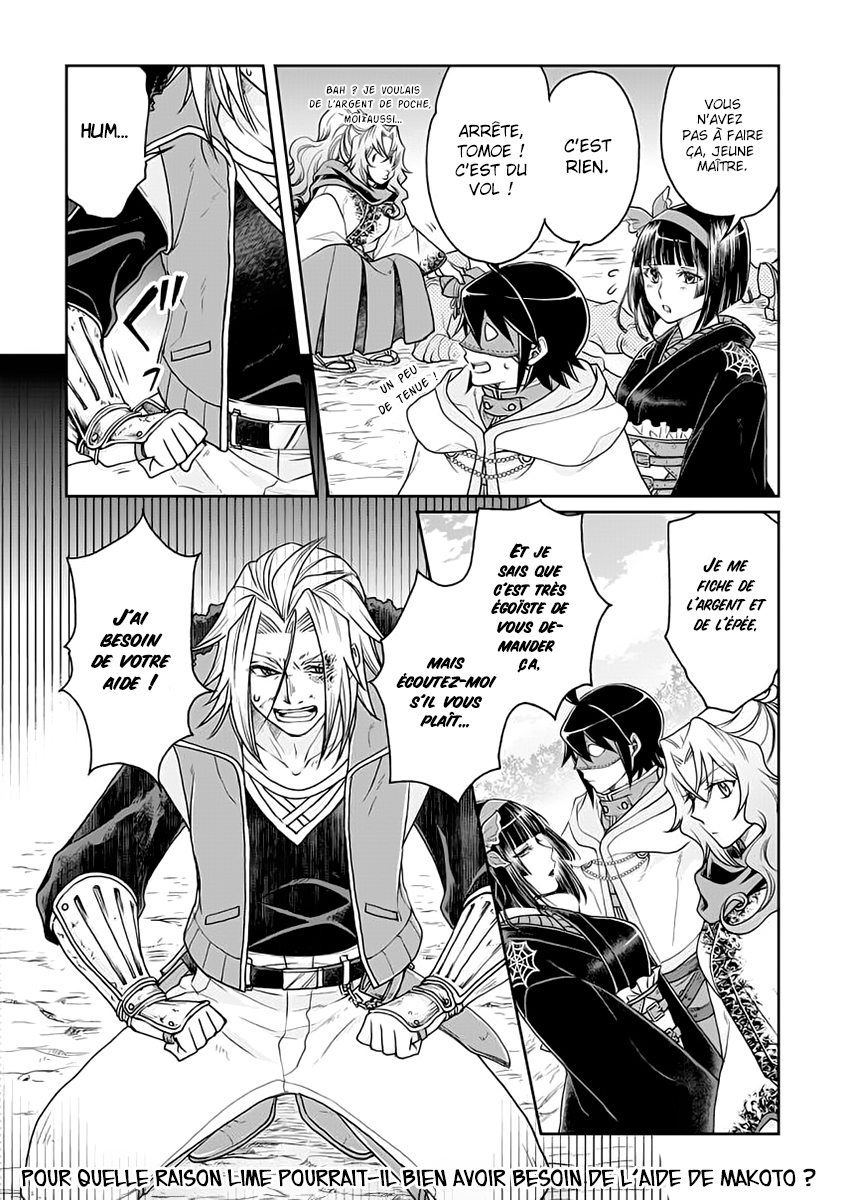 HUM...
BAH ? JE VOULAIS
DE L'ARGENT DE POCHE,
MOI AUSSI...
ARRÊTE,
TOMOE !
C'EST DU
VOL !
C'EST
RIEN.
VOUS
N'AVEZ
PAS À FAIRE
ÇA, JEUNE
MAÎTRE.
UN PEU
DE TENUE !
J'AI
BESOIN
DE VOTRE
AIDE !
MAIS
ÉCOUTEZ-MOI
S'IL VOUS
PLAÎT...
ET JE
SAIS QUE
C'EST TRÈS
ÉGOÏSTE DE
VOUS DE-
MANDER
ÇA,
JE ME
FICHE DE
L'ARGENT ET
DE L'ÉPÉE,
POUR QUELLE RAISON LIME POURRAIT-IL BIEN AVOIR BESOIN DE L'AIDE DE MAKOTO ?